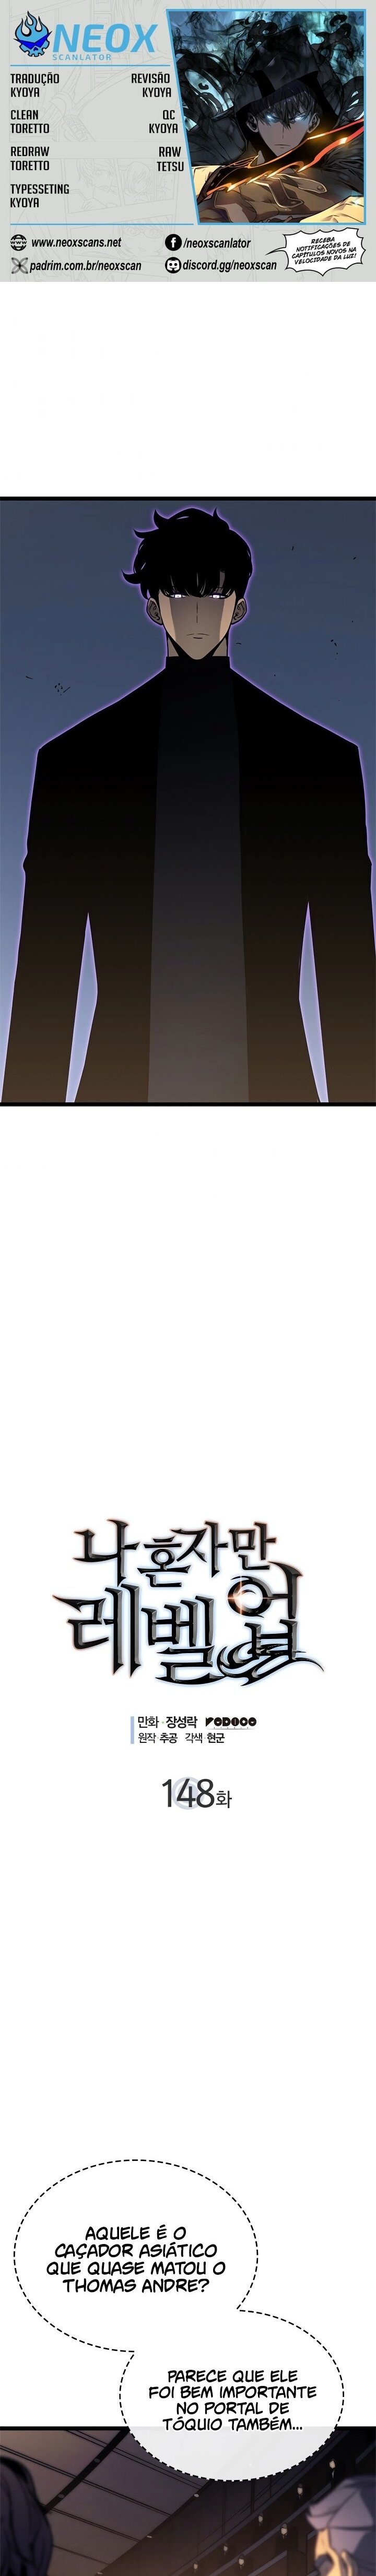 NEOX
SCANLATOR
TRADUÇÃO
KYOYA
REVISÃO
KYOYA
CLEAN
TORETTO
QC
KYOYA
REDRAW
TORETTO
RAW
TETSU
TYPESSETING
KYOYA
www.neoxscans.net
/neoxscanlator
padrim.com.br/neoxscan
discord.gg/neoxscan
RECEBA
NOTIFICAÇÕES DE
CAPÍTULOS NOVOS NA
VELOCIDADE DA LUZ!
나 혼자만
레벨업
만화 · 장성락 REDICE
원작 추공 각색·현군
148화
AQUELE É O
CAÇADOR ASIÁTICO
QUE QUASE MATOU O
THOMAS ANDRE?
PARECE QUE ELE
FOI BEM IMPORTANTE
NO PORTAL DE
TÓQUIO TAMBÉM...